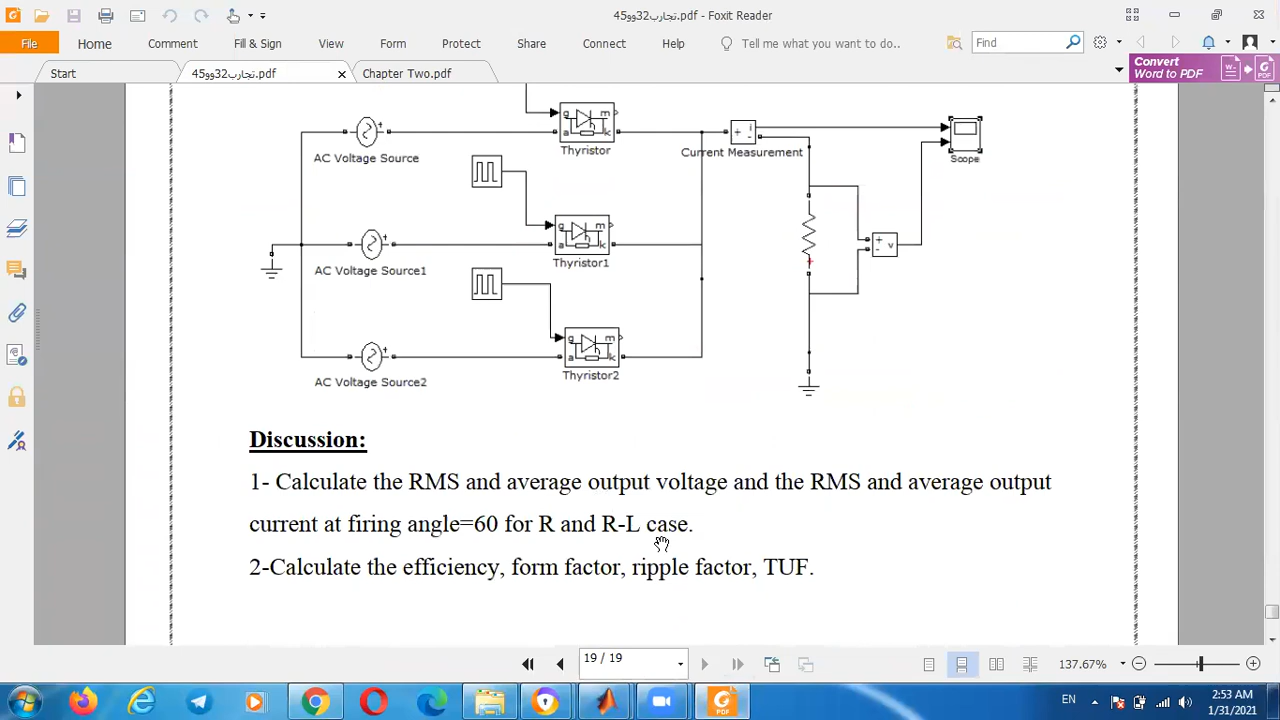 45تجارب32وو.pdf - Foxit Reader
File Home Comment Fill & Sign View Form Protect Share Connect Help Tell me what you want to do.. Find
Start 45تجارب32وو.pdf Chapter Two.pdf
Convert
Word to PDF
g m
a k
AC Voltage Source
Thyristor
+ i
-
Current Measurement
Scope
g m
a k
AC Voltage Source1
Thyristor1
+ v
-
g m
a k
AC Voltage Source2
Thyristor2
Discussion:
1- Calculate the RMS and average output voltage and the RMS and average output
current at firing angle=60 for R and R-L case.
2-Calculate the efficiency, form factor, ripple factor, TUF.
19 / 19
137.67%
EN
2:53 AM
1/31/2021